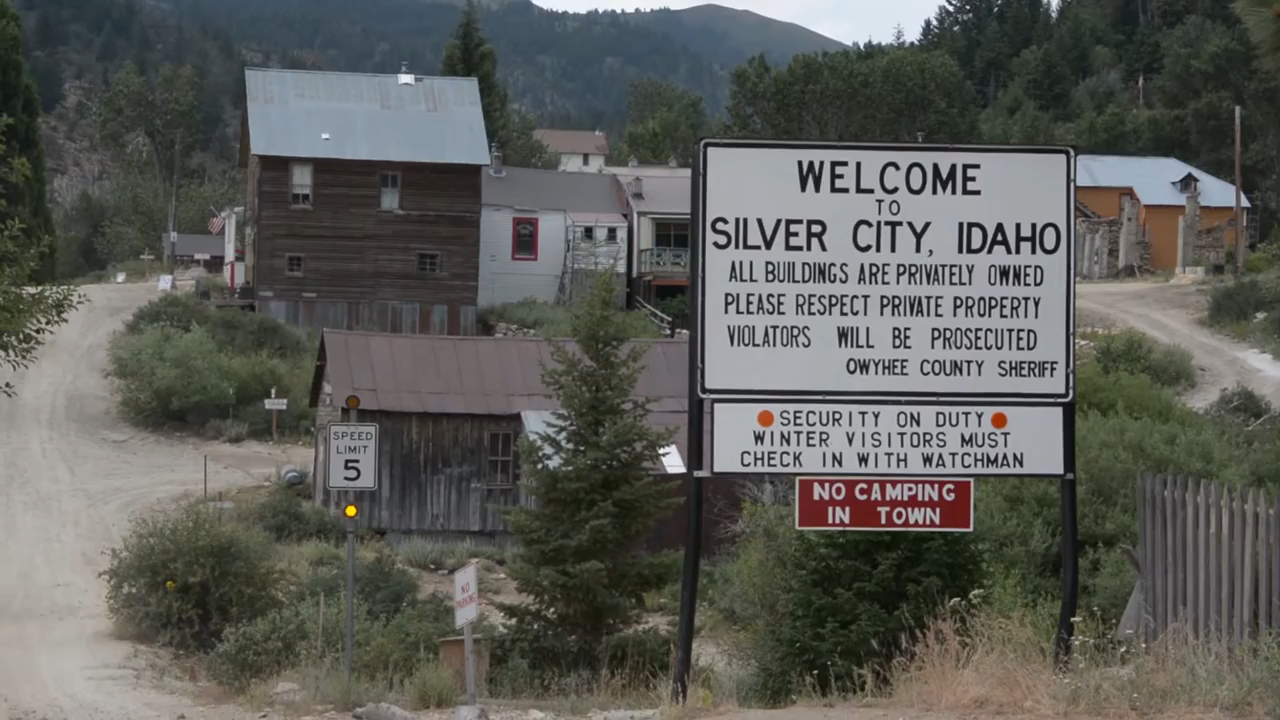 WELCOME
TO
SILVER CITY, IDAHO
ALL BUILDINGS ARE PRIVATELY OWNED
PLEASE RESPECT PRIVATE PROPERTY
VIOLATORS WILL BE PROSECUTED
OWYHEE COUNTY SHERIFF
SECURITY ON DUTY
WINTER VISITORS MUST
CHECK IN WITH WATCHMAN
NO CAMPING
IN TOWN
SPEED
LIMIT
5
NO
PARKING